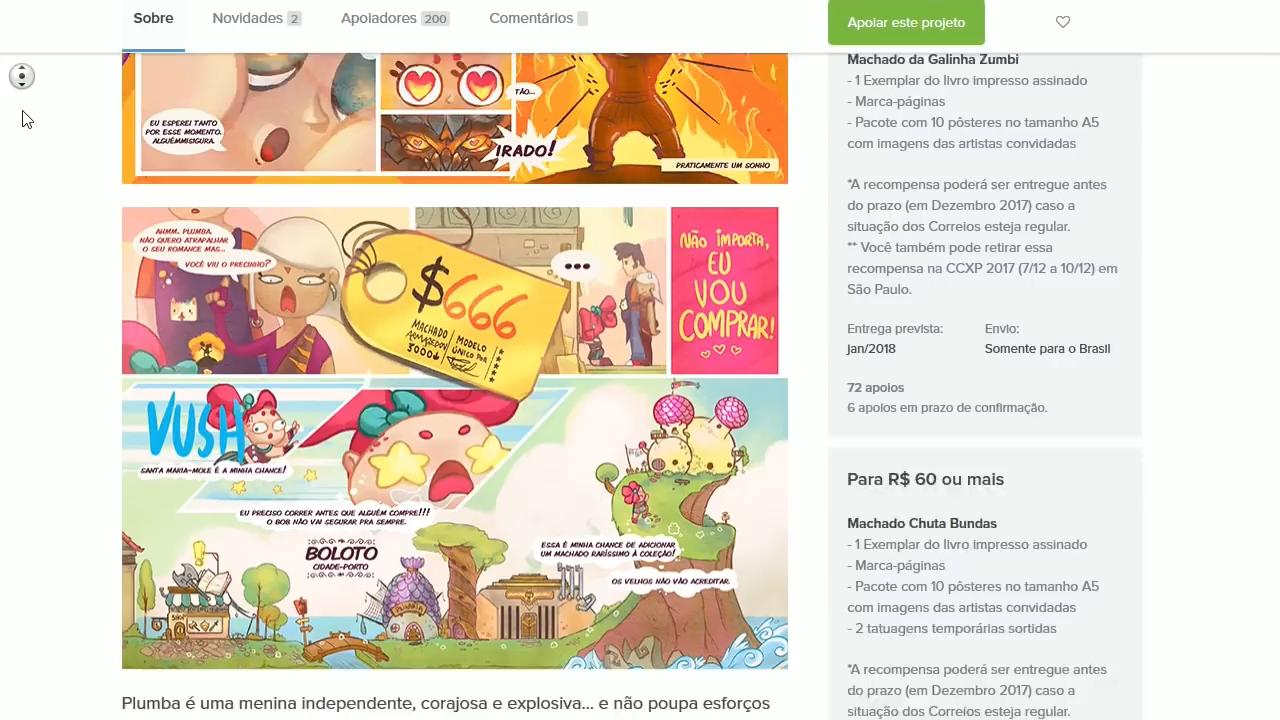 Sobre
Novidades 2
Apoiadores 200
Comentários
Apoiar este projeto
EU ESPEREI TANTO
POR ESSE MOMENTO.
ALGUÉMMISIGURA.
TÃO...
IRADO!
PRATICAMENTE UM SONHO
AHMM.. PLUMBA,
NÃO QUERO ATRAPALHAR
O SEU ROMANCE MAS...
VOCÊ VIU O PRECINHO?
$666
MACHADO
ARMAGEDOM
3000
MODELO
ÚNICO POR
...
NÃO IMPORTA,
EU
VOU
COMPRAR!
VUSH
SANTA MARIA-MOLE É A MINHA CHANCE!
EU PRECISO CORRER ANTES QUE ALGUÉM COMPRE!!!
O BOB NÃO VAI SEGURAR PRA SEMPRE.
BOLOTO
CIDADE-PORTO
ESSA É MINHA CHANCE DE ADICIONAR
UM MACHADO RARÍSSIMO À COLEÇÃO!
OS VELHOS NÃO VÃO ACREDITAR.
Plumba é uma menina independente, corajosa e explosiva... e não poupa esforços
Machado da Galinha Zumbi
- 1 Exemplar do livro impresso assinado
- Marca-páginas
- Pacote com 10 pôsteres no tamanho A5
com imagens das artistas convidadas
*A recompensa poderá ser entregue antes
do prazo (em Dezembro 2017) caso a
situação dos Correios esteja regular.
** Você também pode retirar essa
recompensa na CCXP 2017 (7/12 a 10/12) em
São Paulo.
Entrega prevista:
Jan/2018
Envio:
Somente para o Brasil
72 apoios
6 apoios em prazo de confirmação.
Para R$ 60 ou mais
Machado Chuta Bundas
- 1 Exemplar do livro impresso assinado
- Marca-páginas
- Pacote com 10 pôsteres no tamanho A5
com imagens das artistas convidadas
- 2 tatuagens temporárias sortidas
*A recompensa poderá ser entregue antes
do prazo (em Dezembro 2017) caso a
situação dos Correios esteja regular.